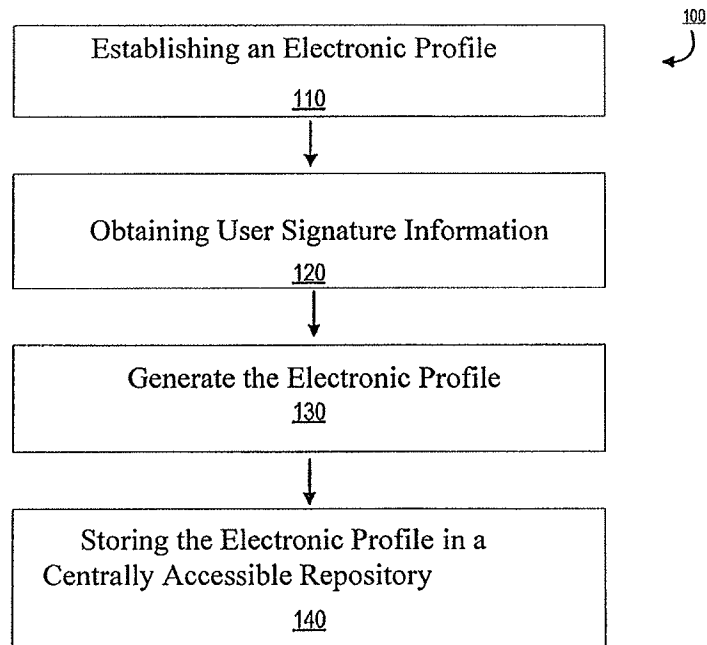 100
Establishing an Electronic Profile
110
Obtaining User Signature Information
120
Generate the Electronic Profile
130
Storing the Electronic Profile in a
Centrally Accessible Repository
140